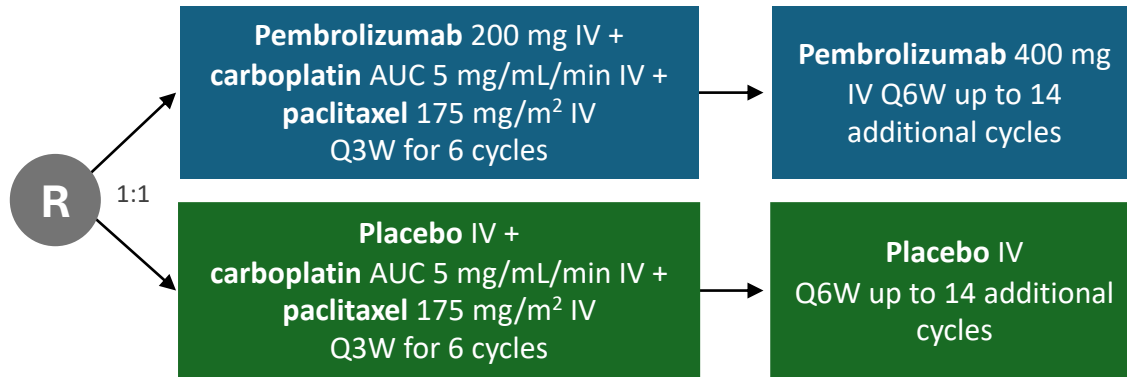 R
1:1
Pembrolizumab 200 mg IV +
carboplatin AUC 5 mg/mL/min IV +
paclitaxel 175 mg/m² IV
Q3W for 6 cycles
Pembrolizumab 400 mg
IV Q6W up to 14
additional cycles
Placebo IV +
carboplatin AUC 5 mg/mL/min IV +
paclitaxel 175 mg/m² IV
Q3W for 6 cycles
Placebo IV
Q6W up to 14 additional
cycles